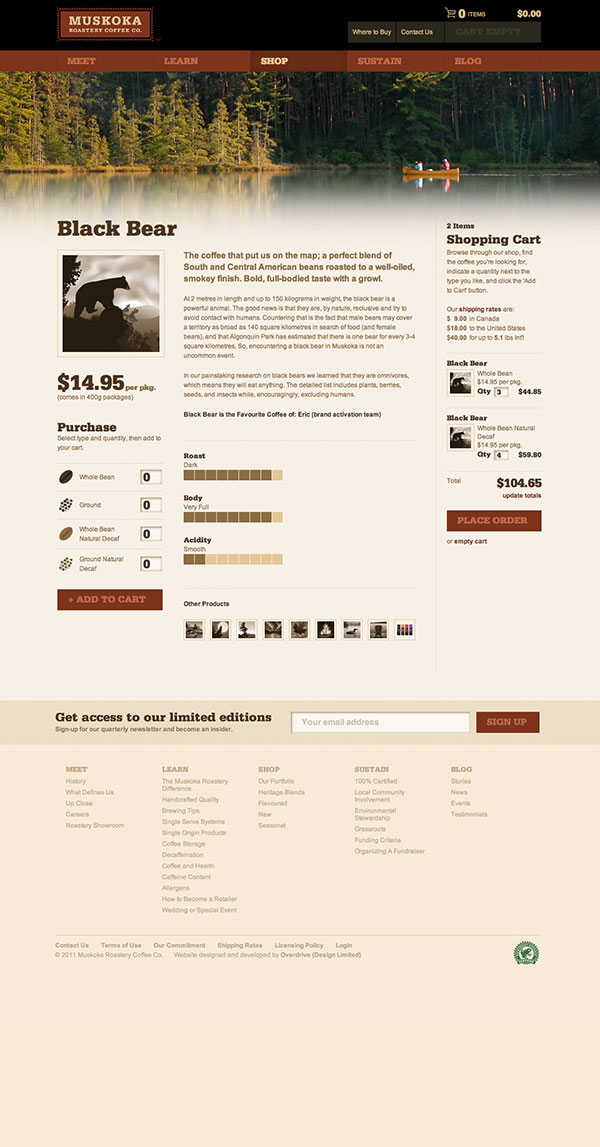 MUSKOKA
ROASTERY COFFEE CO.
0 ITEMS $0.00
Where to Buy Contact Us CART EMPTY
MEET LEARN SHOP SUSTAIN BLOG
Black Bear
The coffee that put us on the map; a perfect blend of
South and Central American beans roasted to a well-oiled,
smokey finish. Bold, full-bodied taste with a growl.
At 2 metres in length and up to 150 kilograms in weight, the black bear is a
powerful animal. The good news is that they are, by nature, reclusive and try to
avoid contact with humans. Countering that is the fact that male bears may cover
a territory as broad as 140 square kilometres in search of food (and female
bears), and that Algonquin Park has estimated that there is one bear for every 3-4
square kilometres. So, encountering a black bear in Muskoka is not an
uncommon event.
In our painstaking research on black bears we learned that they are omnivores,
which means they will eat anything. The detailed list includes plants, berries,
seeds, and insects while, encouragingly, excluding humans.
Black Bear is the Favourite Coffee of: Eric (brand activation team)
$14.95 per pkg.
(comes in 400g packages)
Purchase
Select type and quantity, then add to
your cart.
Whole Bean 0
Ground 0
Whole Bean
Natural Decaf 0
Ground Natural
Decaf 0
+ ADD TO CART
Roast
Dark
Body
Very Full
Acidity
Smooth
Other Products
2 Items
Shopping Cart
Browse through our shop, find
the coffee you're looking for,
indicate a quantity next to the
type you like, and click the 'Add
to Cart' button.
Our shipping rates are:
$ 9.00 in Canada
$18.00 to the United States
$40.00 for up to 5.1 lbs Int'l
Black Bear
Whole Bean
$14.95 per pkg.
Qty 3 $44.85
Black Bear
Whole Bean Natural
Decaf
$14.95 per pkg.
Qty 4 $59.80
Total $104.65
update totals
PLACE ORDER
or empty cart
Get access to our limited editions
Sign-up for our quarterly newsletter and become an insider.
Your email address
SIGN UP
MEET
History
What Defines Us
Up Close
Careers
Roastery Showroom
LEARN
The Muskoka Roastery
Difference
Handcrafted Quality
Brewing Tips
Single Serve Systems
Single Origin Products
Coffee Storage
Decaffeination
Coffee and Health
Caffeine Content
Allergens
How to Become a Retailer
Wedding or Special Event
SHOP
Our Portfolio
Heritage Blends
Flavoured
New
Seasonal
SUSTAIN
100% Certified
Local Community
Involvement
Environmental
Stewardship
Grassroots
Funding Criteria
Organizing A Fundraiser
BLOG
Stories
News
Events
Testimonials
Contact Us Terms of Use Our Commitment Shipping Rates Licensing Policy Login
© 2011 Muskoka Roastery Coffee Co. Website designed and developed by Overdrive (Design Limited)